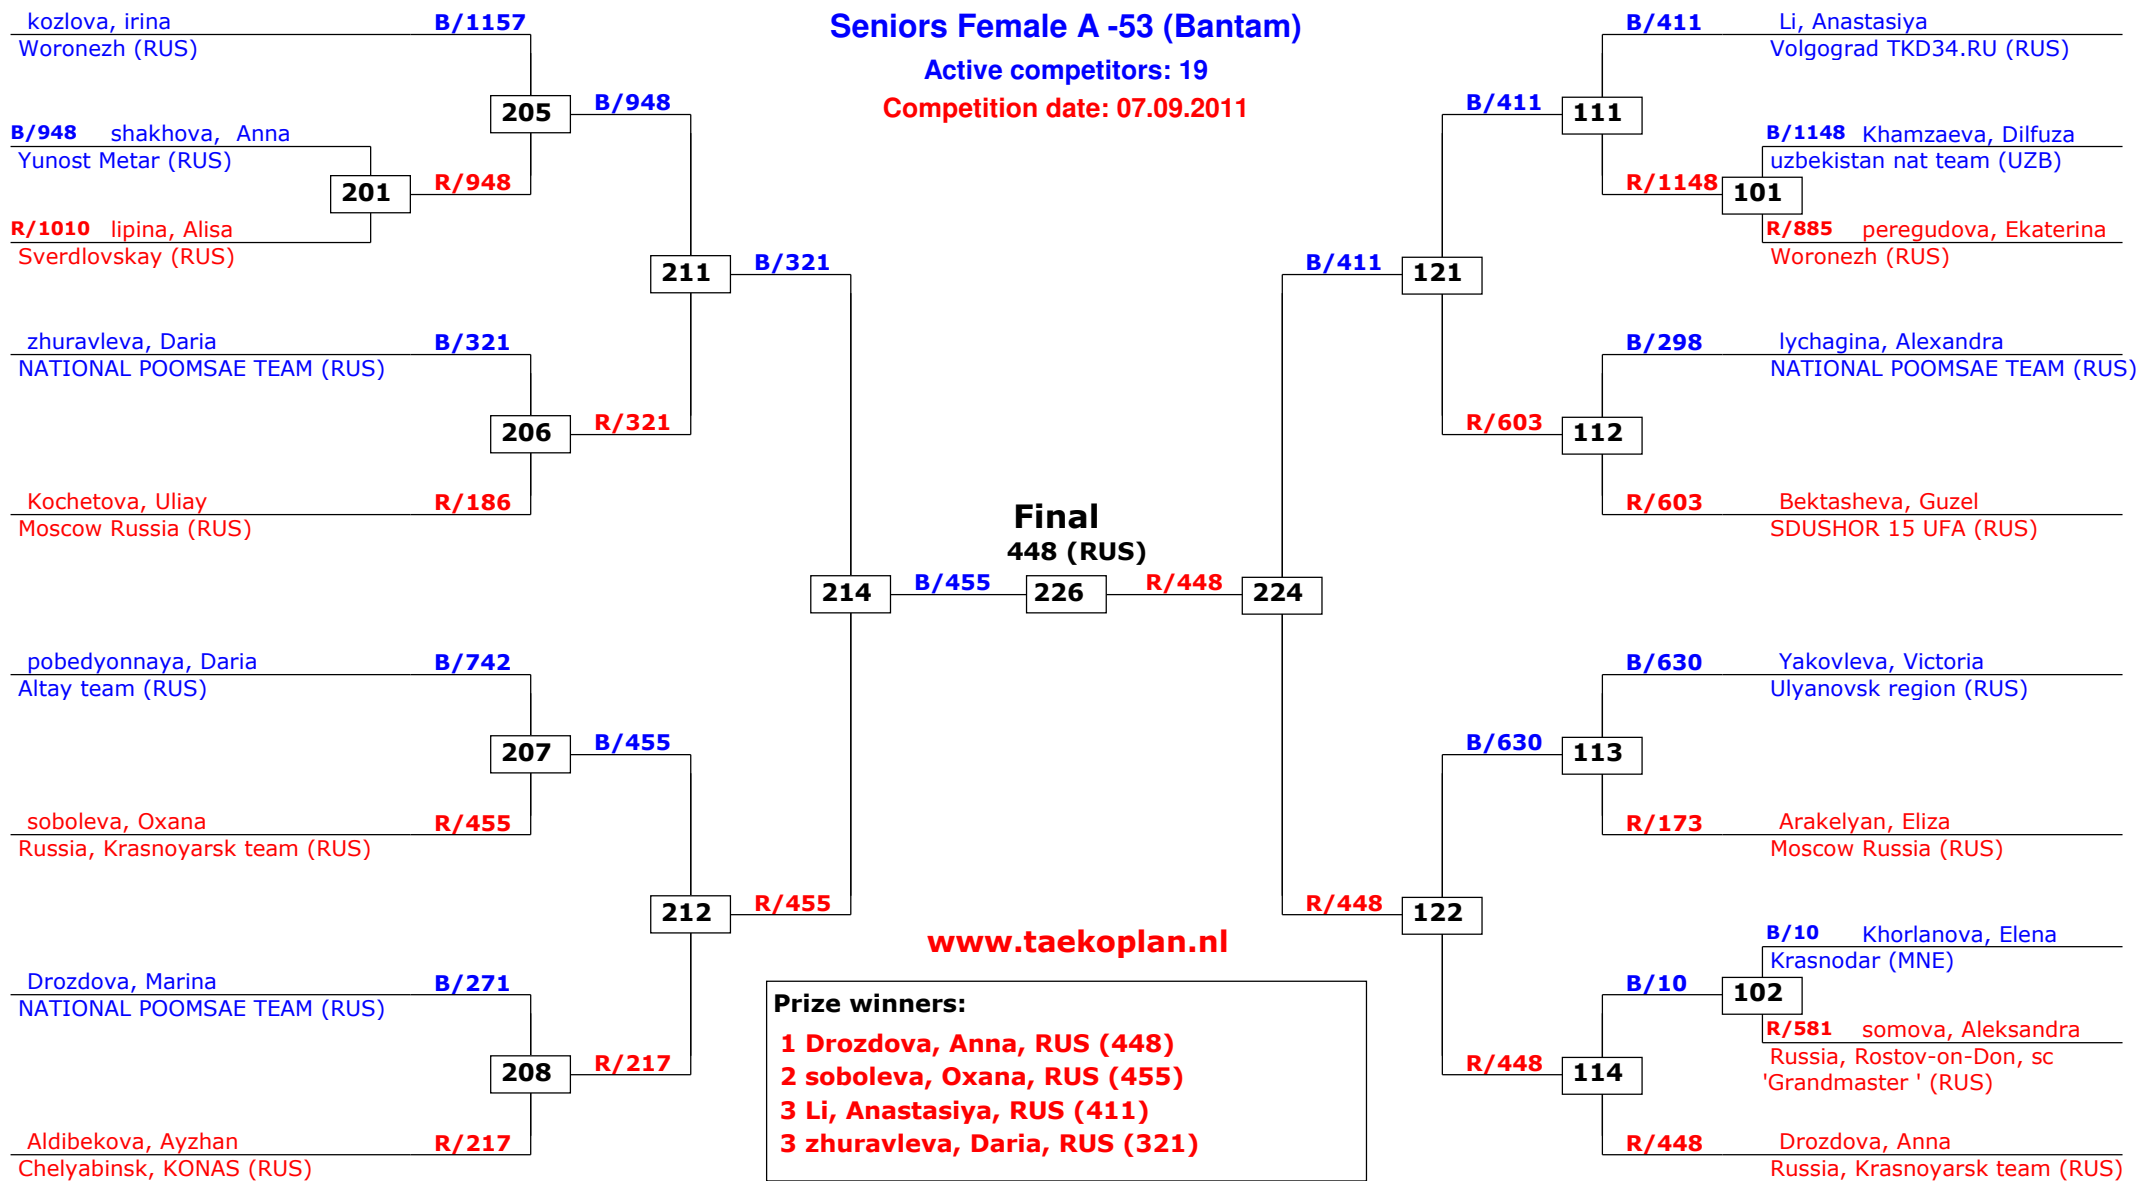 Seniors Female A -53 (Bantam)
Active competitors: 19
Competition date: 07.09.2011
kozlova, irina B/1157
Woronezh (RUS)
205 B/948
B/948 shakhova, Anna
Yunost Metar (RUS)
201 R/948
R/1010 lipina, Alisa
Sverdlovskay (RUS)
211 B/321
zhuravleva, Daria B/321
NATIONAL POOMSAE TEAM (RUS)
206 R/321
Kochetova, Uliay R/186
Moscow Russia (RUS)
214 B/455
pobedyonnaya, Daria B/742
Altay team (RUS)
207 B/455
soboleva, Oxana R/455
Russia, Krasnoyarsk team (RUS)
212 R/455
Drozdova, Marina B/271
NATIONAL POOMSAE TEAM (RUS)
208 R/217
Aldibekova, Ayzhan R/217
Chelyabinsk, KONAS (RUS)
Final
448 (RUS)
226
B/411 Li, Anastasiya
Volgograd TKD34.RU (RUS)
B/411 111
B/1148 Khamzaeva, Dilfuza
uzbekistan nat team (UZB)
R/1148 101
R/885 peregudova, Ekaterina
Woronezh (RUS)
B/411 121
B/298 lychagina, Alexandra
NATIONAL POOMSAE TEAM (RUS)
R/603 112
R/603 Bektasheva, Guzel
SDUSHOR 15 UFA (RUS)
R/448 224
B/630 Yakovleva, Victoria
Ulyanovsk region (RUS)
B/630 113
R/173 Arakelyan, Eliza
Moscow Russia (RUS)
R/448 122
B/10 Khorlanova, Elena
Krasnodar (MNE)
B/10 102
R/581 somova, Aleksandra
Russia, Rostov-on-Don, sc
'Grandmaster ' (RUS)
R/448 114
R/448 Drozdova, Anna
Russia, Krasnoyarsk team (RUS)
www.taekoplan.nl
Prize winners:
1 Drozdova, Anna, RUS (448)
2 soboleva, Oxana, RUS (455)
3 Li, Anastasiya, RUS (411)
3 zhuravleva, Daria, RUS (321)